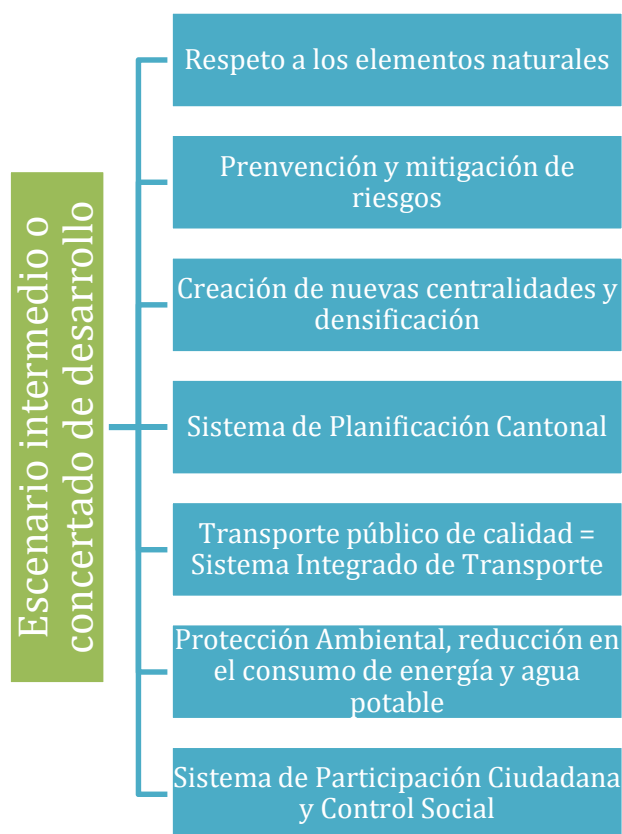 Escenario intermedio o
concertado de desarrollo
Respeto a los elementos naturales
Prenvención y mitigación de
riesgos
Creación de nuevas centralidades y
densificación
Sistema de Planificación Cantonal
Transporte público de calidad =
Sistema Integrado de Transporte
Protección Ambiental, reducción en
el consumo de energía y agua
potable
Sistema de Participación Ciudadana
y Control Social